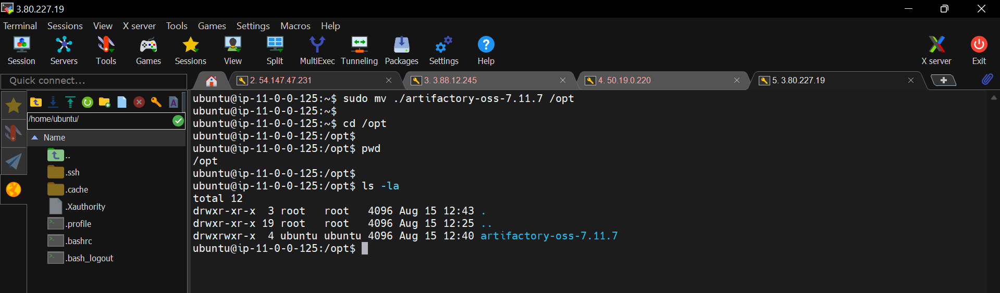 3.80.227.19
Terminal Sessions View X server Tools Games Settings Macros Help
Session Servers Tools Games Sessions View Split MultiExec Tunneling Packages Settings Help X server Exit
Quick connect...
2. 54.147.47.231
3. 3.88.12.245
4. 50.19.0.220
5. 3.80.227.19
/home/ubuntu/
Name
..
.ssh
.cache
.Xauthority
.profile
.bashrc
.bash_logout
ubuntu@ip-11-0-0-125:~$ sudo mv ./artifactory-oss-7.11.7 /opt
ubuntu@ip-11-0-0-125:~$
ubuntu@ip-11-0-0-125:~$ cd /opt
ubuntu@ip-11-0-0-125:/opt$
ubuntu@ip-11-0-0-125:/opt$ pwd
/opt
ubuntu@ip-11-0-0-125:/opt$
ubuntu@ip-11-0-0-125:/opt$ ls -la
total 12
drwxr-xr-x  3 root   root   4096 Aug 15 12:43 .
drwxr-xr-x 19 root   root   4096 Aug 15 12:25 ..
drwxrwxr-x  4 ubuntu ubuntu 4096 Aug 15 12:40 artifactory-oss-7.11.7
ubuntu@ip-11-0-0-125:/opt$